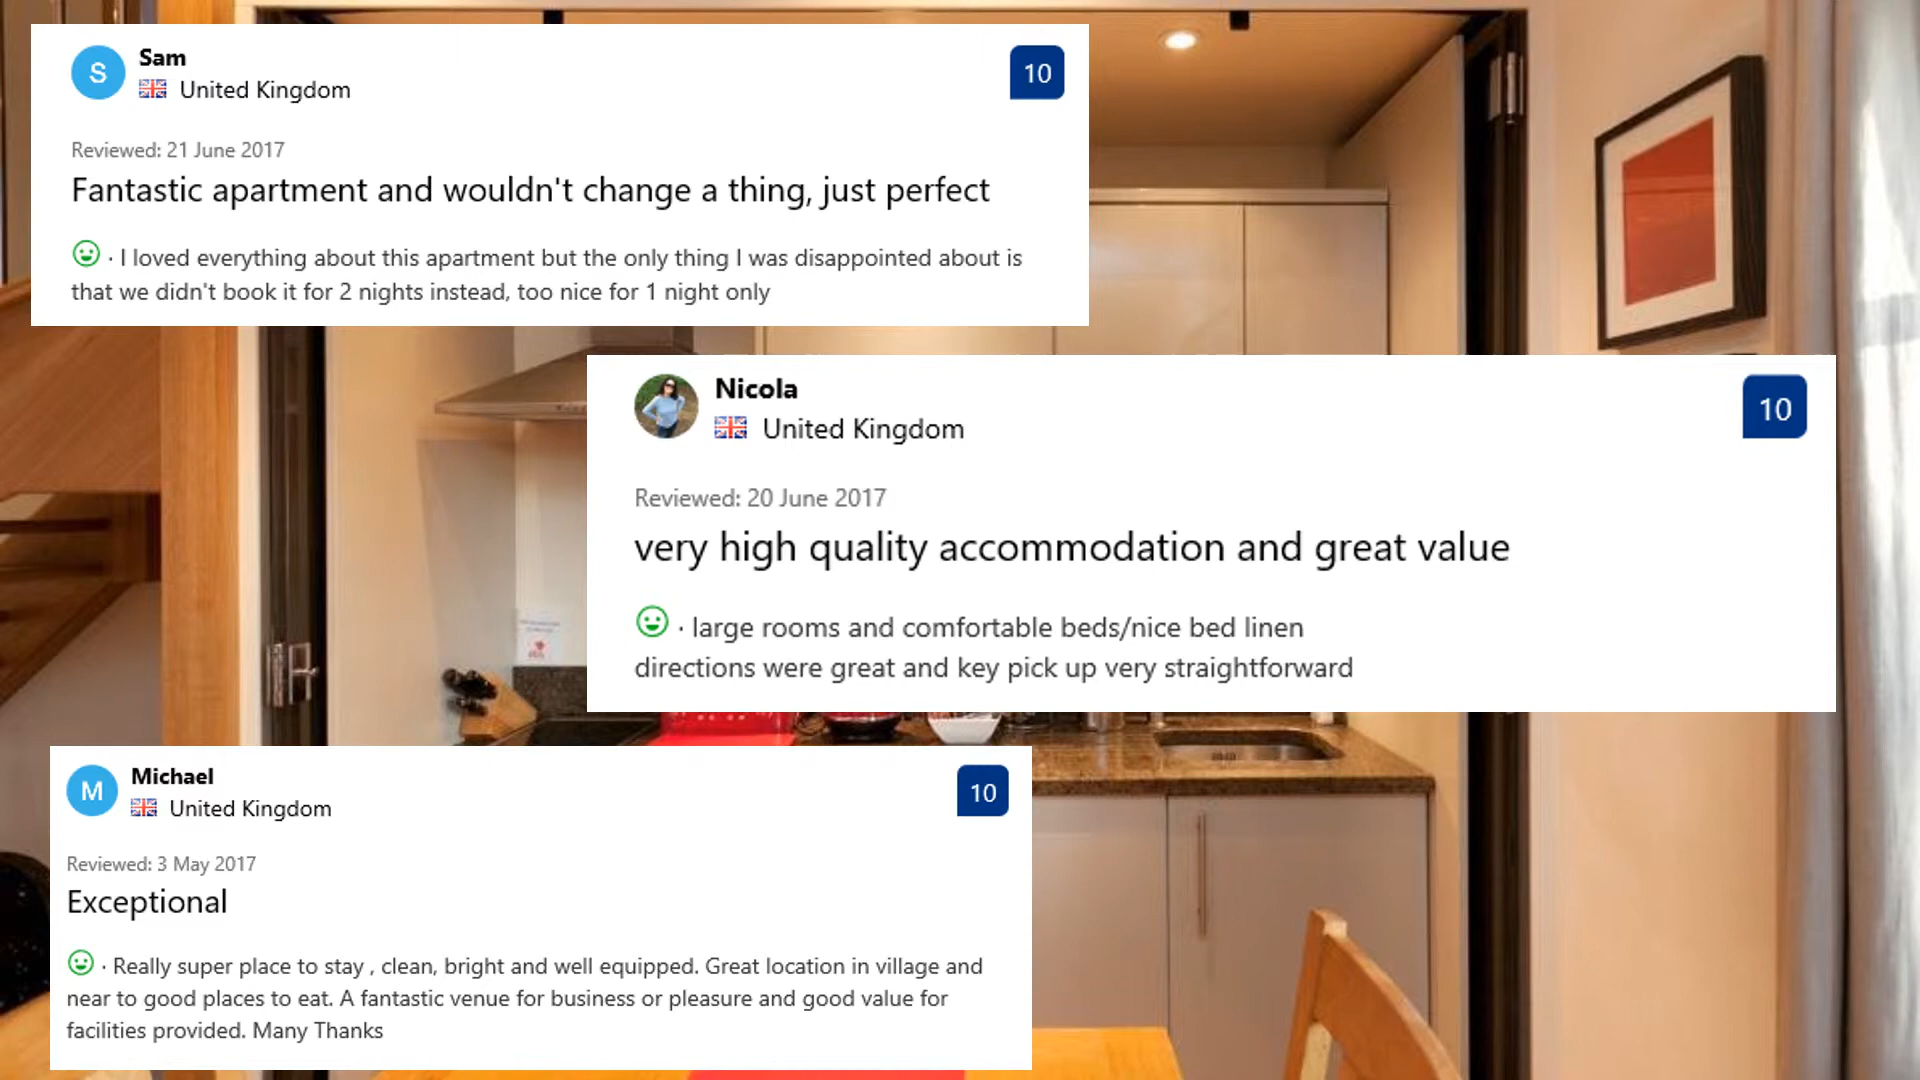 S
Sam
United Kingdom
10
Reviewed: 21 June 2017
Fantastic apartment and wouldn't change a thing, just perfect
· I loved everything about this apartment but the only thing I was disappointed about is
that we didn't book it for 2 nights instead, too nice for 1 night only
Nicola
United Kingdom
10
Reviewed: 20 June 2017
very high quality accommodation and great value
· large rooms and comfortable beds/nice bed linen
directions were great and key pick up very straightforward
M
Michael
United Kingdom
10
Reviewed: 3 May 2017
Exceptional
· Really super place to stay , clean, bright and well equipped. Great location in village and
near to good places to eat. A fantastic venue for business or pleasure and good value for
facilities provided. Many Thanks